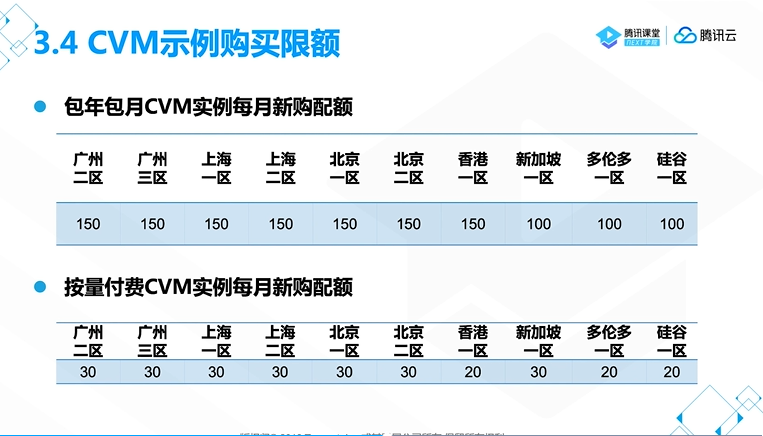 3.4 CVM示例购买限额
腾讯课堂
NEXT学院
腾讯云
包年包月CVM实例每月新购配额
广州 广州 上海 上海 北京 北京 香港 新加坡 多伦多 硅谷
二区 三区 一区 二区 一区 二区 一区 一区 一区 一区
150 150 150 150 150 150 150 100 100 100
按量付费CVM实例每月新购配额
广州 广州 上海 上海 北京 北京 香港 新加坡 多伦多 硅谷
二区 三区 一区 二区 一区 二区 一区 一区 一区 一区
30 30 30 30 30 30 20 30 20 20